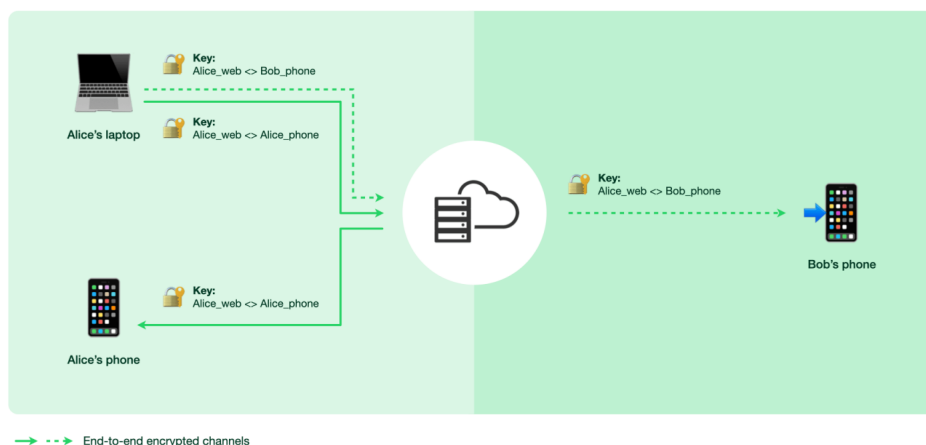 Key:
Alice_web <> Bob_phone
Alice's laptop
Key:
Alice_web <> Alice_phone
Key:
Alice_web <> Bob_phone
Bob's phone
Key:
Alice_web <> Alice_phone
Alice's phone
End-to-end encrypted channels